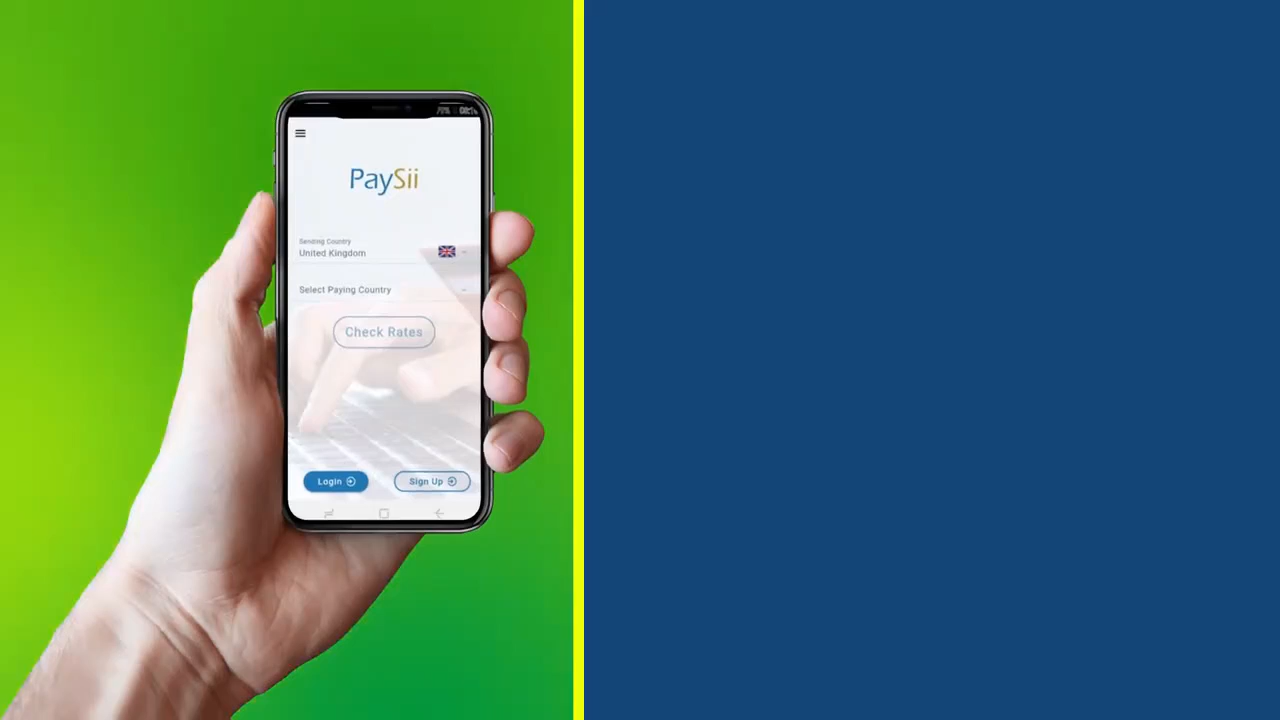 PaySii
Sending Country
United Kingdom
Select Paying Country
Check Rates
Login
Sign Up